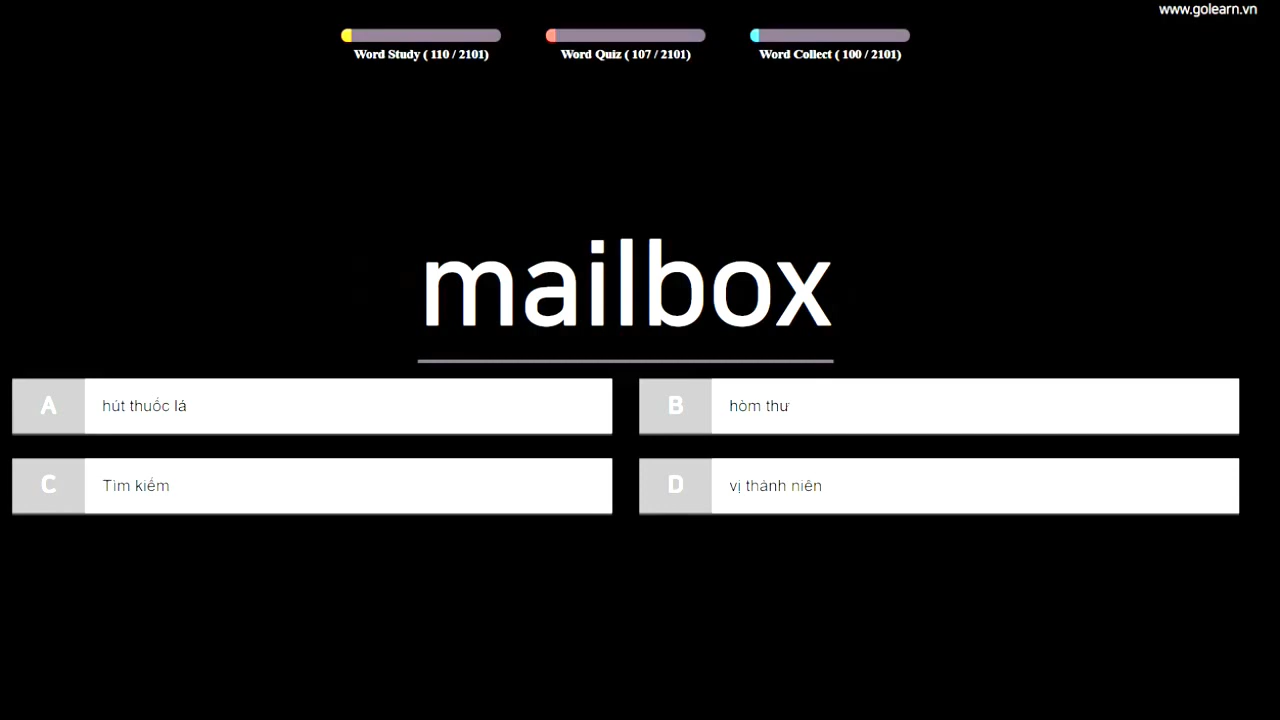 www.golearn.vn
Word Study ( 110 / 2101)
Word Quiz ( 107 / 2101)
Word Collect ( 100 / 2101)
mailbox
A hút thuốc lá
B hòm thư
C Tìm kiếm
D vị thành niên